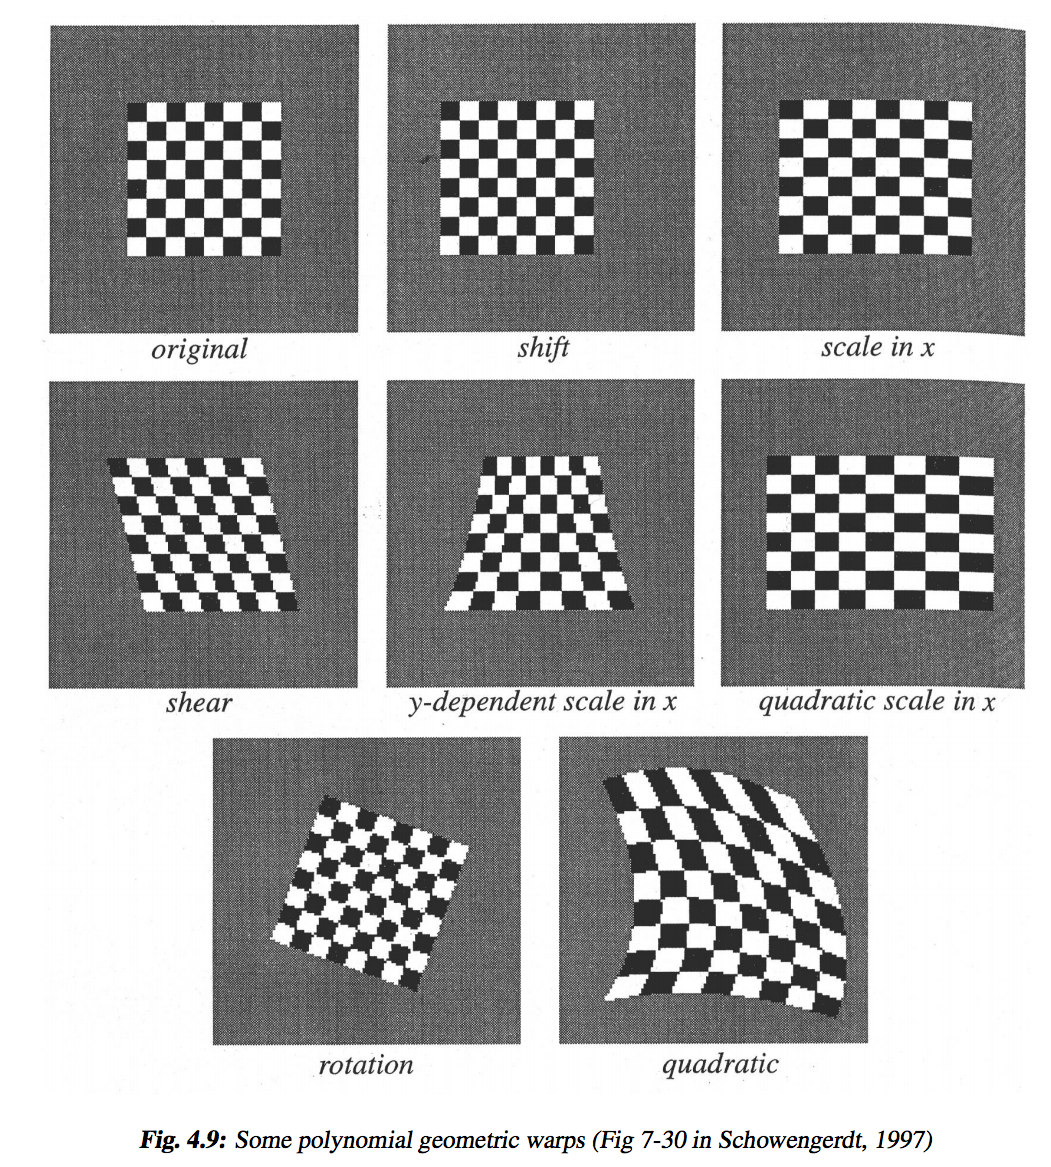 original
shift
scale in x
shear
y-dependent scale in x
quadratic scale in x
rotation
quadratic
Fig. 4.9: Some polynomial geometric warps (Fig 7-30 in Schowengerdt, 1997)